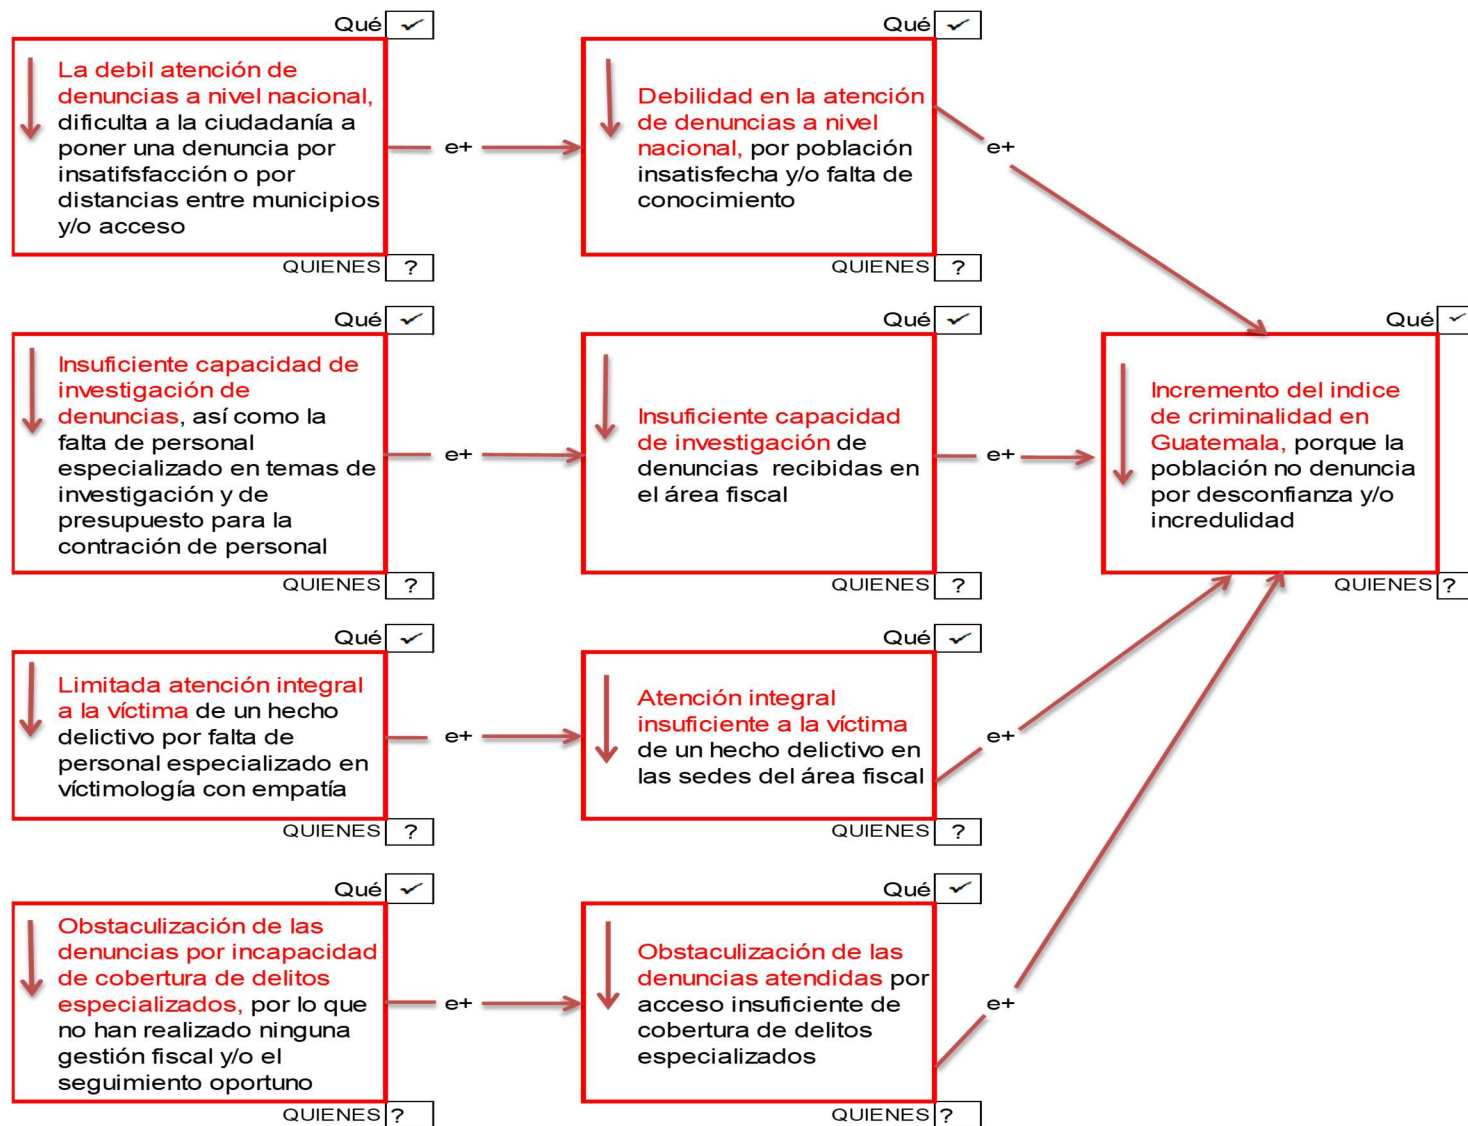 Qué ✓
La debil atención de
denuncias a nivel nacional,
dificulta a la ciudadanía a
poner una denuncia por
insatifsfacción o por
distancias entre municipios
y/o acceso
QUIENES ?
e+
Qué ✓
Debilidad en la atención
de denuncias a nivel
nacional, por población
insatisfecha y/o falta de
conocimiento
QUIENES ?
e+
Qué ✓
Insuficiente capacidad de
investigación de
denuncias, así como la
falta de personal
especializado en temas de
investigación y de
presupuesto para la
contración de personal
QUIENES ?
e+
Qué ✓
Insuficiente capacidad
de investigación de
denuncias recibidas en
el área fiscal
QUIENES ?
e+
Qué ✓
Incremento del indice
de criminalidad en
Guatemala, porque la
población no denuncia
por desconfianza y/o
incredulidad
QUIENES ?
Qué ✓
Limitada atención integral
a la víctima de un hecho
delictivo por falta de
personal especializado en
víctimología con empatía
QUIENES ?
e+
Qué ✓
Atención integral
insuficiente a la víctima
de un hecho delictivo en
las sedes del área fiscal
QUIENES ?
e+
Qué ✓
Obstaculización de las
denuncias por incapacidad
de cobertura de delitos
especializados, por lo que
no han realizado ninguna
gestión fiscal y/o el
seguimiento oportuno
QUIENES ?
e+
Qué ✓
Obstaculización de las
denuncias atendidas por
acceso insuficiente de
cobertura de delitos
especializados
QUIENES ?
e+